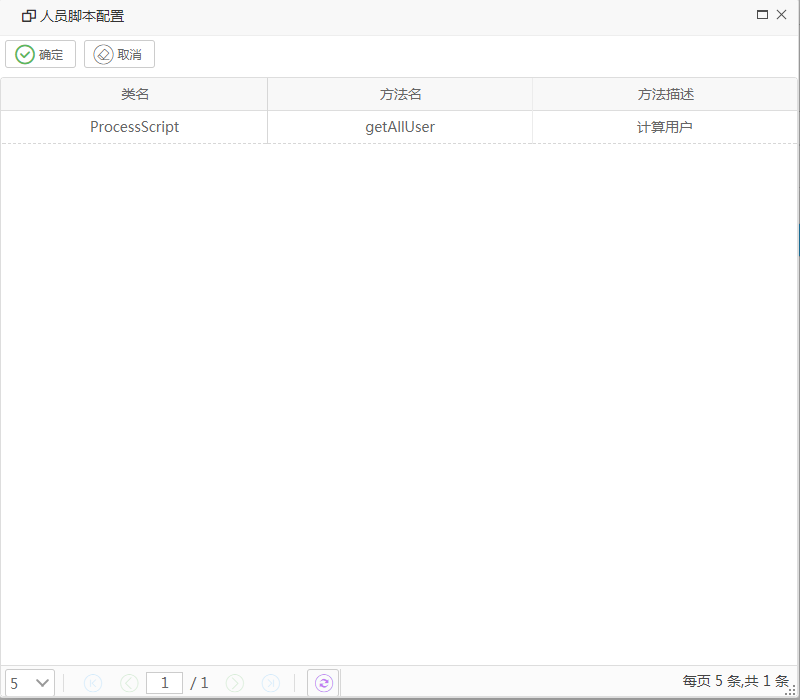 人员脚本配置
确定 取消
类名 方法名 方法描述
ProcessScript getAllUser 计算用户
5 1 / 1 每页 5 条,共 1 条